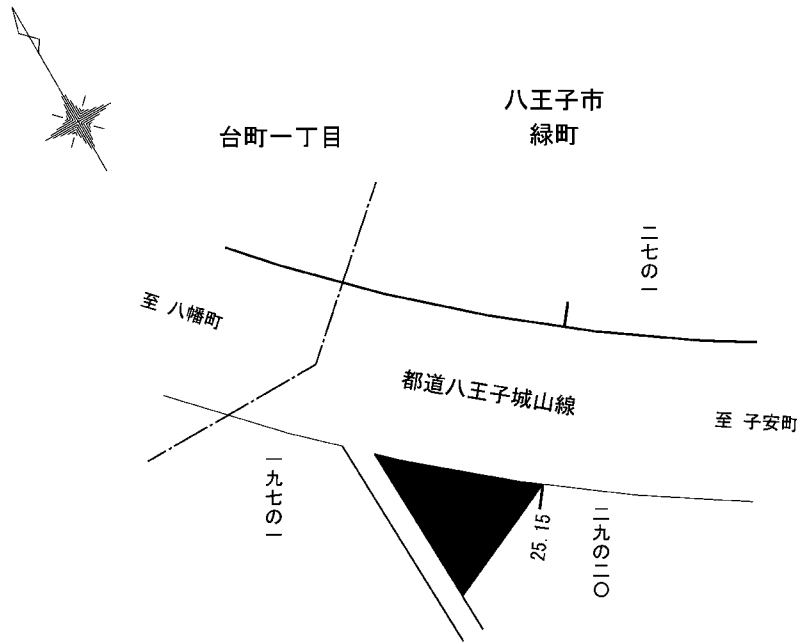 八王子市
緑町
台町一丁目
二七の一
至 八幡町
都道八王子城山線
至 子安町
一九七の一
25.15
二九の二〇